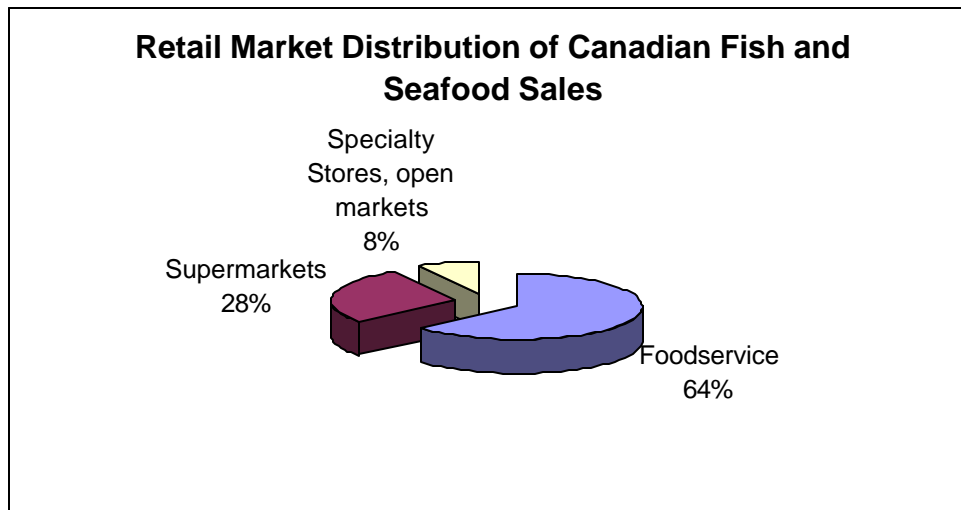 Retail Market Distribution of Canadian Fish and
Seafood Sales
Specialty
Stores, open
markets
8%
Supermarkets
28%
Foodservice
64%